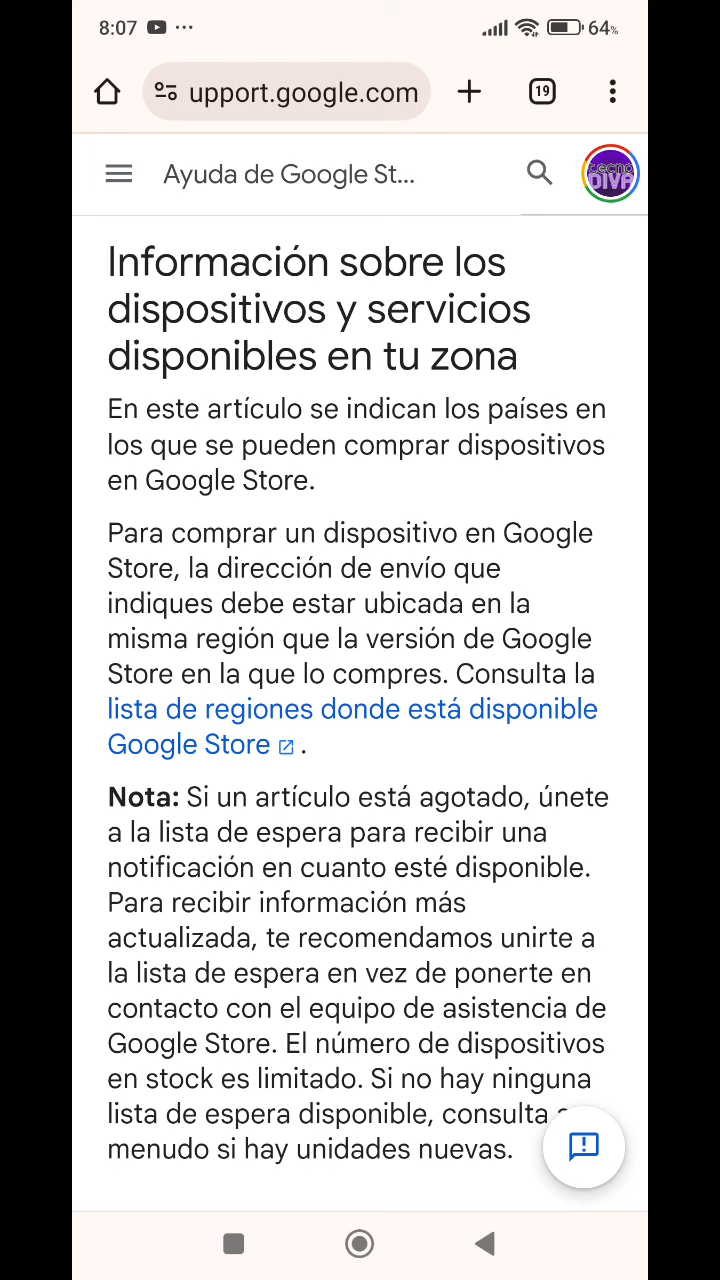 8:07
64%
upport.google.com
19
Ayuda de Google St...
tecno
DIVA
Información sobre los
dispositivos y servicios
disponibles en tu zona
En este artículo se indican los países en
los que se pueden comprar dispositivos
en Google Store.
Para comprar un dispositivo en Google
Store, la dirección de envío que
indiques debe estar ubicada en la
misma región que la versión de Google
Store en la que lo compres. Consulta la
lista de regiones donde está disponible
Google Store .
Nota: Si un artículo está agotado, únete
a la lista de espera para recibir una
notificación en cuanto esté disponible.
Para recibir información más
actualizada, te recomendamos unirte a
la lista de espera en vez de ponerte en
contacto con el equipo de asistencia de
Google Store. El número de dispositivos
en stock es limitado. Si no hay ninguna
lista de espera disponible, consulta a
menudo si hay unidades nuevas.